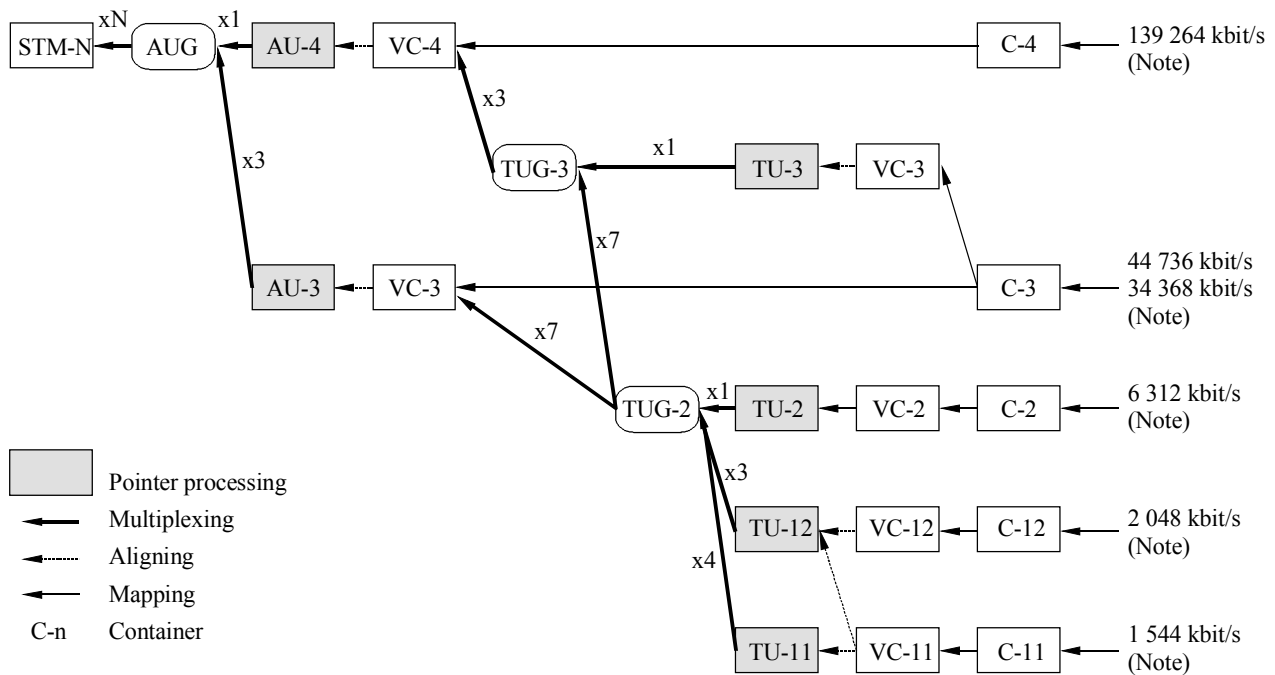 xN
x1
STM-N
AUG
AU-4
VC-4
C-4
139 264 kbit/s
(Note)
x3
x1
x3
TUG-3
TU-3
VC-3
x7
AU-3
VC-3
C-3
44 736 kbit/s
34 368 kbit/s
(Note)
x7
x1
TUG-2
TU-2
VC-2
C-2
6 312 kbit/s
(Note)
x3
TU-12
VC-12
C-12
2 048 kbit/s
(Note)
x4
TU-11
VC-11
C-11
1 544 kbit/s
(Note)
Pointer processing
Multiplexing
Aligning
Mapping
C-n Container